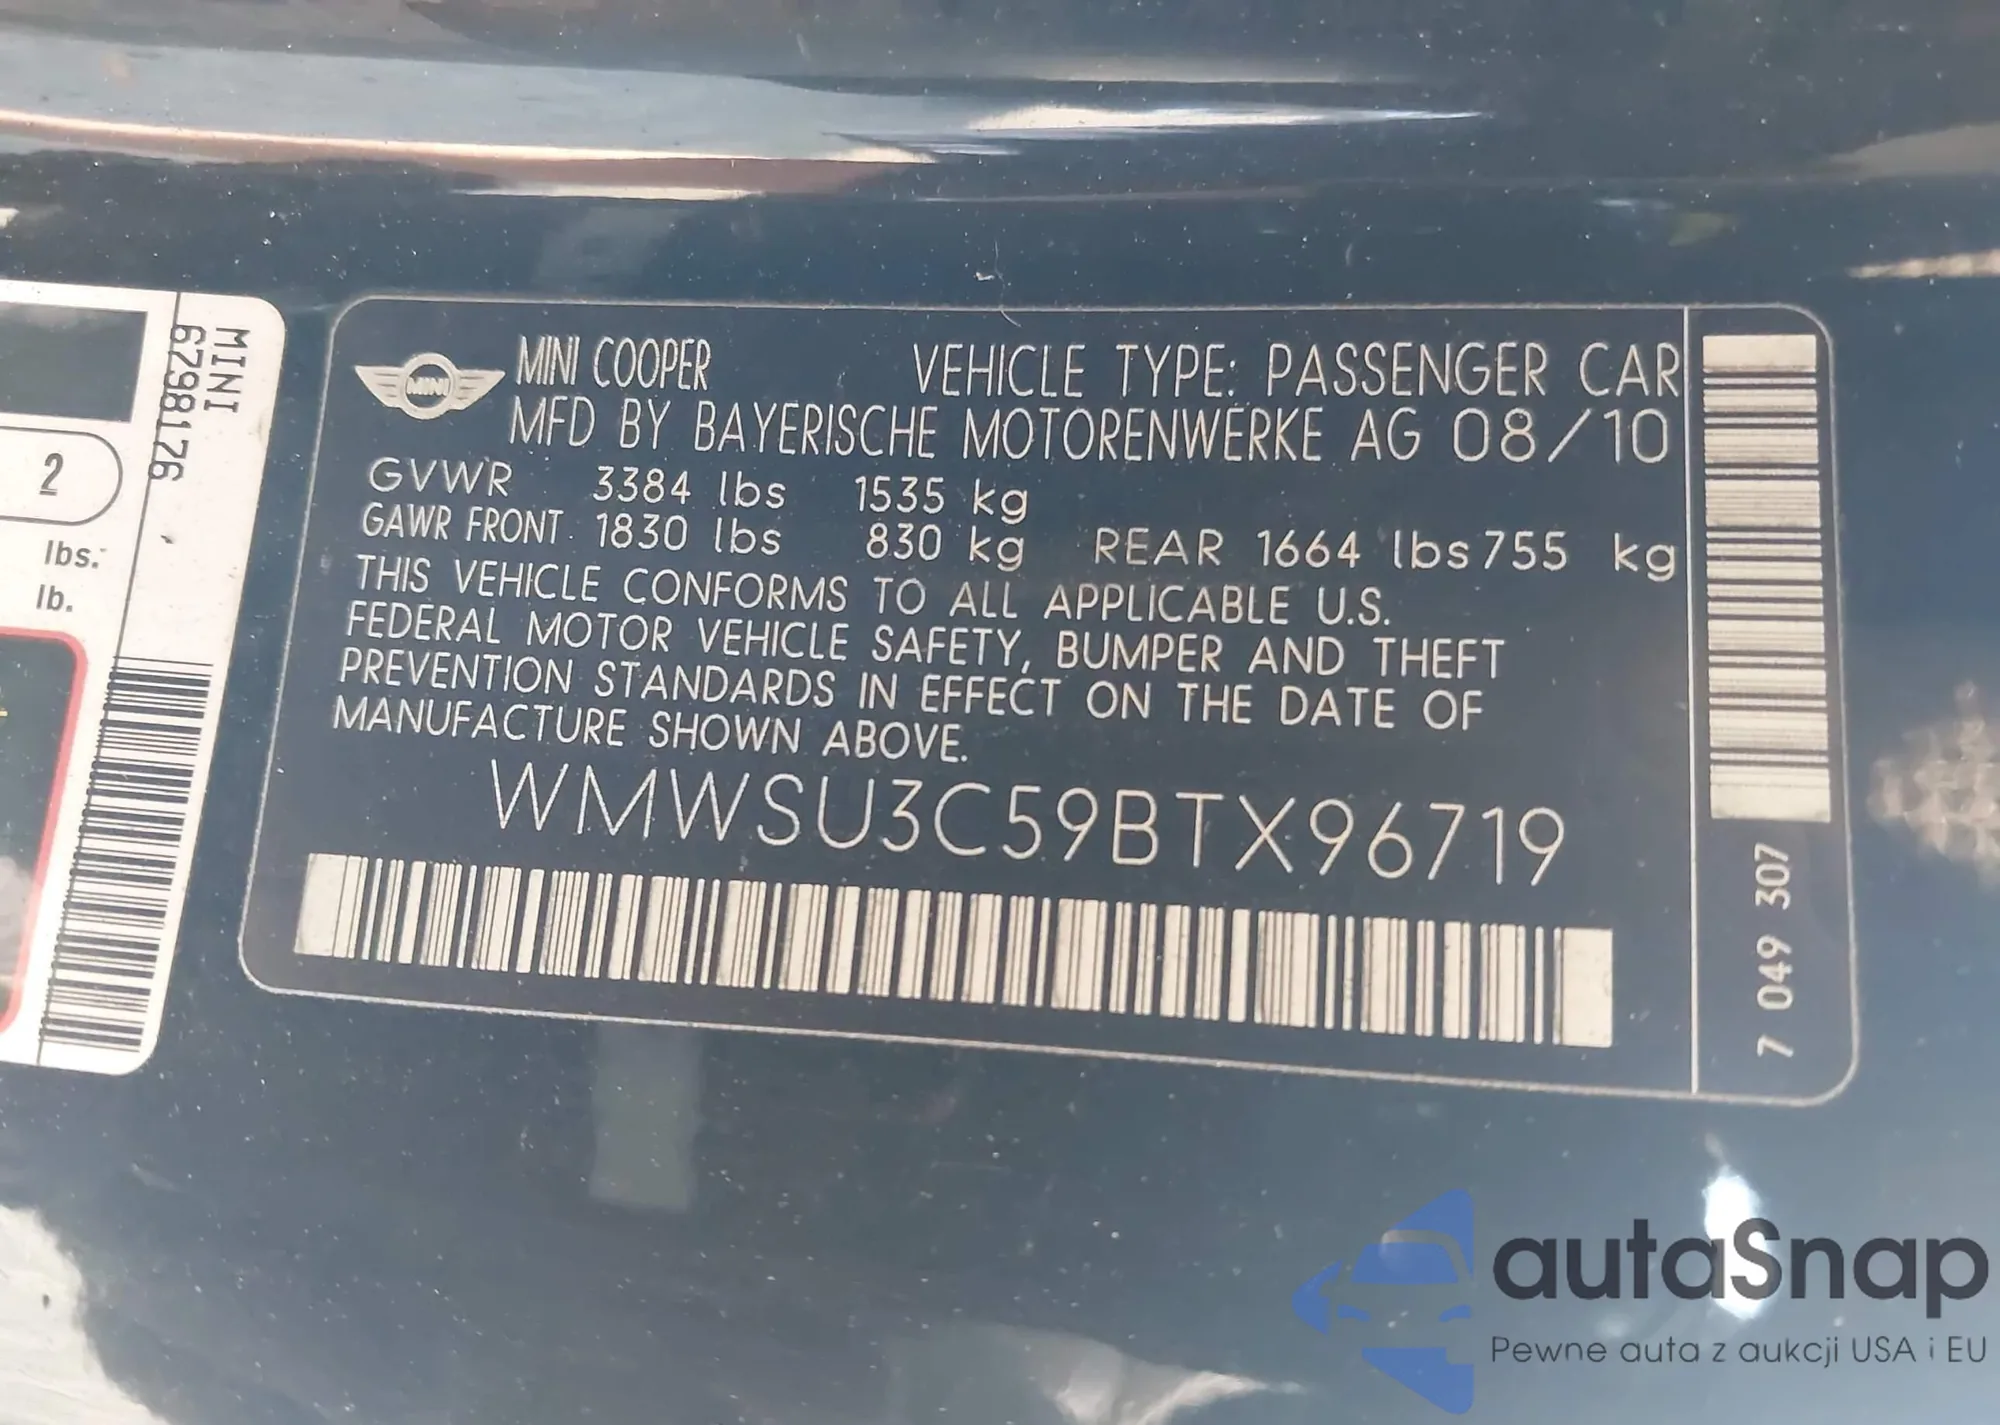 MINI
6798176
2
lbs.
lb.
MINI
MINI COOPER VEHICLE TYPE: PASSENGER CAR
MFD BY BAYERISCHE MOTORENWERKE AG 08/10
GVWR 3384 lbs 1535 kg
GAWR FRONT 1830 lbs 830 kg REAR 1664 lbs 755 kg
THIS VEHICLE CONFORMS TO ALL APPLICABLE U.S.
FEDERAL MOTOR VEHICLE SAFETY, BUMPER AND THEFT
PREVENTION STANDARDS IN EFFECT ON THE DATE OF
MANUFACTURE SHOWN ABOVE.
WMWSU3C59BTX96719
7 049 307
autaSnap
Pewne auta z aukcji USA i EU